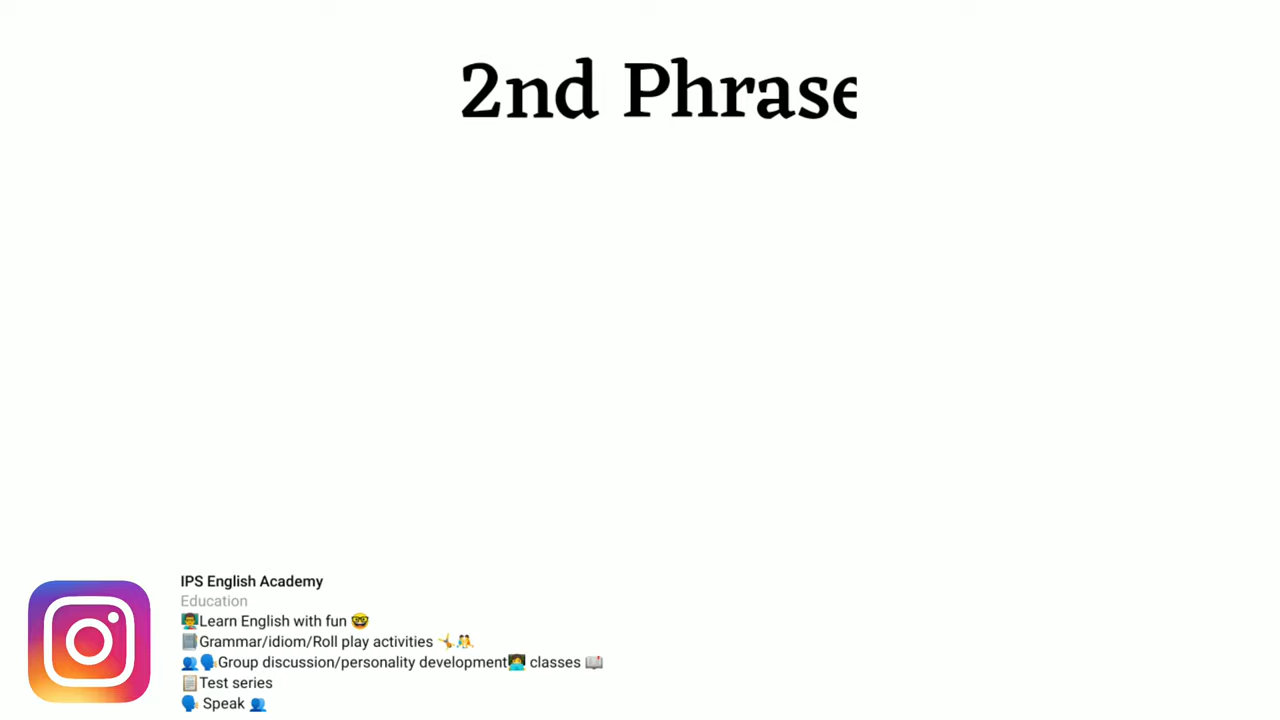 2nd Phrase
IPS English Academy
Education
👨‍🏫Learn English with fun 🤓
📘Grammar/idiom/Roll play activities 🤸🤼
👥🗣Group discussion/personality development🧑‍💻 classes 📖
📋Test series
🗣 Speak 👥